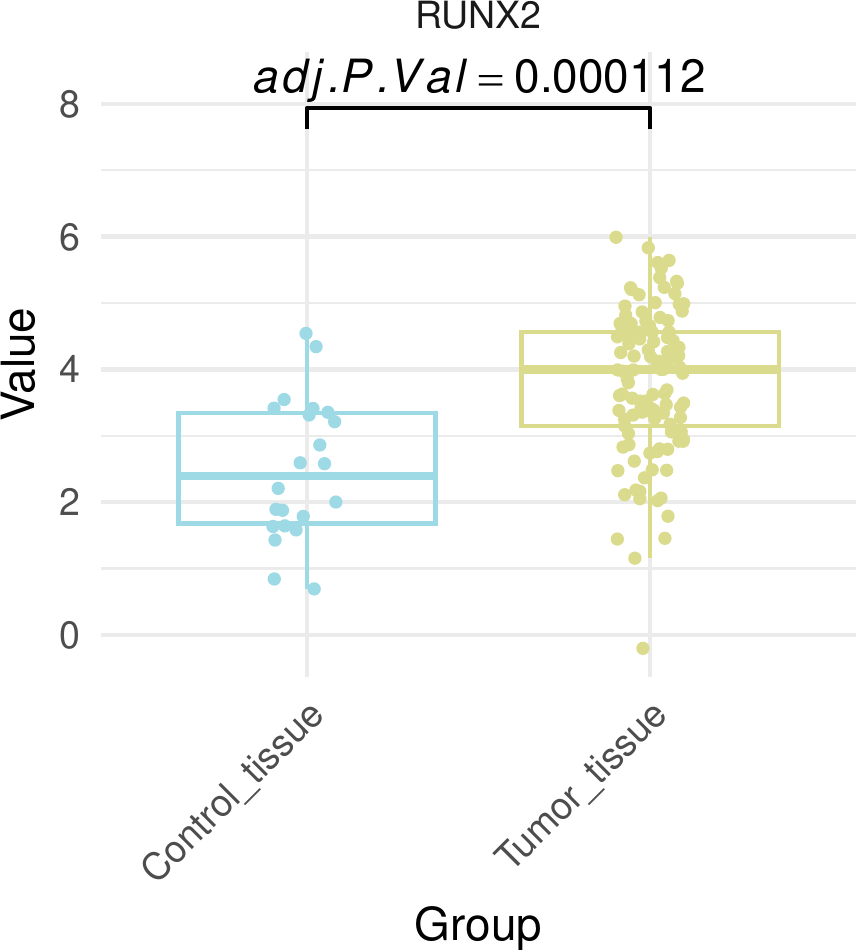 RUNX2
adj.P.Val = 0.000112
8
6
4
2
0
Value
Control_tissue
Tumor_tissue
Group